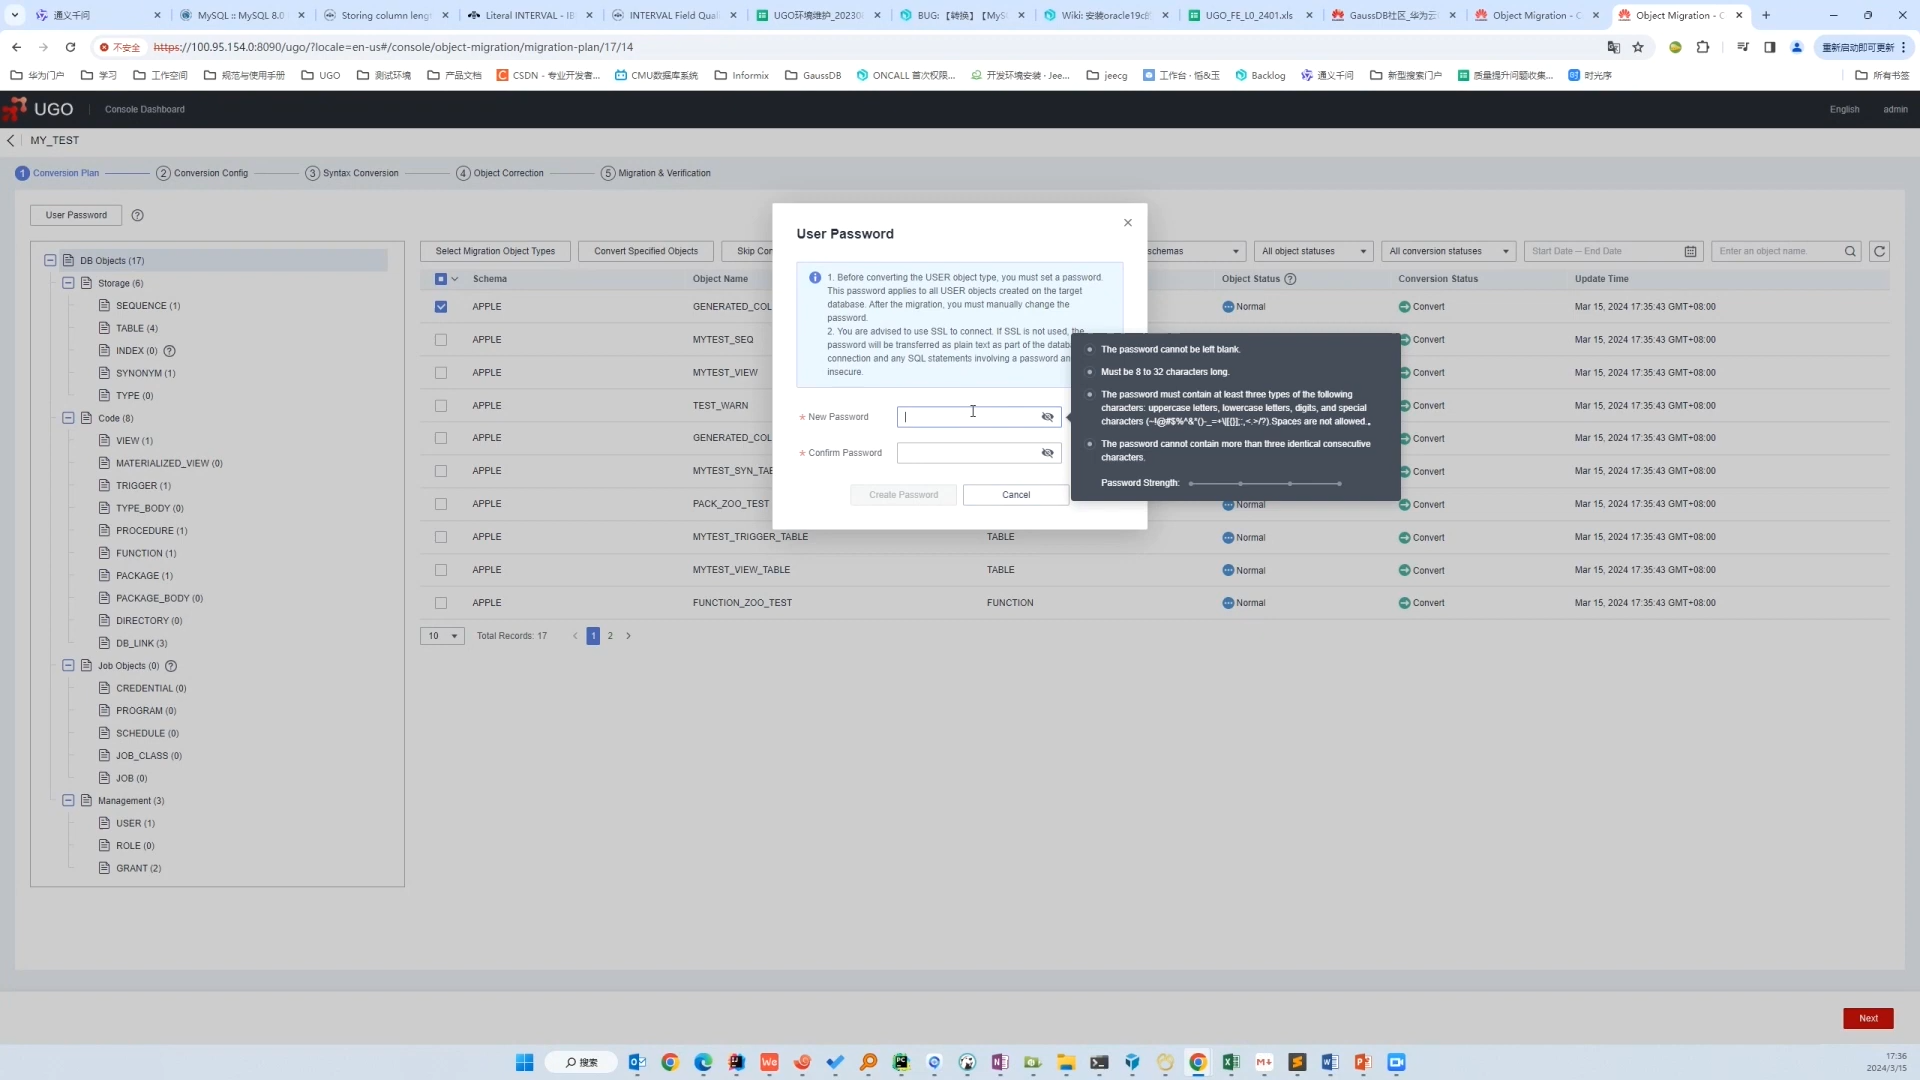 通义千问
MySQL :: MySQL 8.0
Storing column leng
Literal INTERVAL - IB
INTERVAL Field Qual
UGO环境维护_20230
BUG: 【转换】【MyS
Wiki: 安装oracle19c的
UGO_FE_L0_2401.xls
GaussDB社区_华为云
Object Migration - C
Object Migration - C
不安全
https://100.95.154.0:8090/ugo/?locale=en-us#/console/object-migration/migration-plan/17/14
重新启动即可更新
华为门户
学习
工作空间
规范与使用手册
UGO
测试环境
产品文档
CSDN - 专业开发者...
CMU数据库系统
Informix
GaussDB
ONCALL 首次权限...
开发环境安装 · Jee...
jeecg
工作台 · 恬&玉
Backlog
通义千问
新型搜索门户
质量提升问题收集...
时光序
所有书签
UGO
Console Dashboard
English
admin
MY_TEST
1 Conversion Plan
2 Conversion Config
3 Syntax Conversion
4 Object Correction
5 Migration & Verification
User Password
DB Objects (17)
Storage (6)
SEQUENCE (1)
TABLE (4)
INDEX (0)
SYNONYM (1)
TYPE (0)
Code (8)
VIEW (1)
MATERIALIZED_VIEW (0)
TRIGGER (1)
TYPE_BODY (0)
PROCEDURE (1)
FUNCTION (1)
PACKAGE (1)
PACKAGE_BODY (0)
DIRECTORY (0)
DB_LINK (3)
Job Objects (0)
CREDENTIAL (0)
PROGRAM (0)
SCHEDULE (0)
JOB_CLASS (0)
JOB (0)
Management (3)
USER (1)
ROLE (0)
GRANT (2)
Select Migration Object Types
Convert Specified Objects
Skip Con
schemas
All object statuses
All conversion statuses
Start Date — End Date
Enter an object name
Schema Object Name Object Status Conversion Status Update Time
APPLE GENERATED_COL Normal Convert Mar 15, 2024 17:35:43 GMT+08:00
APPLE MYTEST_SEQ Convert Mar 15, 2024 17:35:43 GMT+08:00
APPLE MYTEST_VIEW Convert Mar 15, 2024 17:35:43 GMT+08:00
APPLE TEST_WARN Convert Mar 15, 2024 17:35:43 GMT+08:00
APPLE GENERATED_COL Convert Mar 15, 2024 17:35:43 GMT+08:00
APPLE MYTEST_SYN_TAB Convert Mar 15, 2024 17:35:43 GMT+08:00
APPLE PACK_ZOO_TEST Normal Convert Mar 15, 2024 17:35:43 GMT+08:00
APPLE MYTEST_TRIGGER_TABLE TABLE Normal Convert Mar 15, 2024 17:35:43 GMT+08:00
APPLE MYTEST_VIEW_TABLE TABLE Normal Convert Mar 15, 2024 17:35:43 GMT+08:00
APPLE FUNCTION_ZOO_TEST FUNCTION Normal Convert Mar 15, 2024 17:35:43 GMT+08:00
10
Total Records: 17
1 2
User Password
1. Before converting the USER object type, you must set a password.
This password applies to all USER objects created on the target
database. After the migration, you must manually change the
password.
2. You are advised to use SSL to connect. If SSL is not used, the
password will be transferred as plain text as part of the databa
connection and any SQL statements involving a password an
insecure.
* New Password
* Confirm Password
Create Password
Cancel
The password cannot be left blank.
Must be 8 to 32 characters long.
The password must contain at least three types of the following
characters: uppercase letters, lowercase letters, digits, and special
characters (~!@#$%^&*()-_=+\|[{}];:,<.>/?).Spaces are not allowed.。
The password cannot contain more than three identical consecutive
characters.
Password Strength:
Next
搜索
17:36
2024/3/15